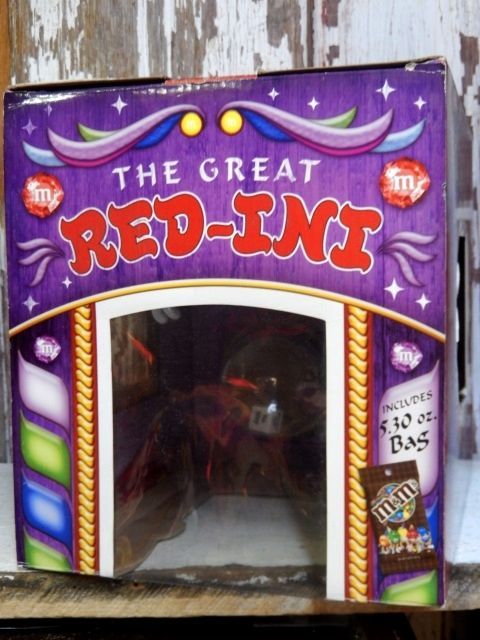 THE GREAT
RED-INI
m
m
m
m
INCLUDES
5.30 oz.
Bag
m&m's